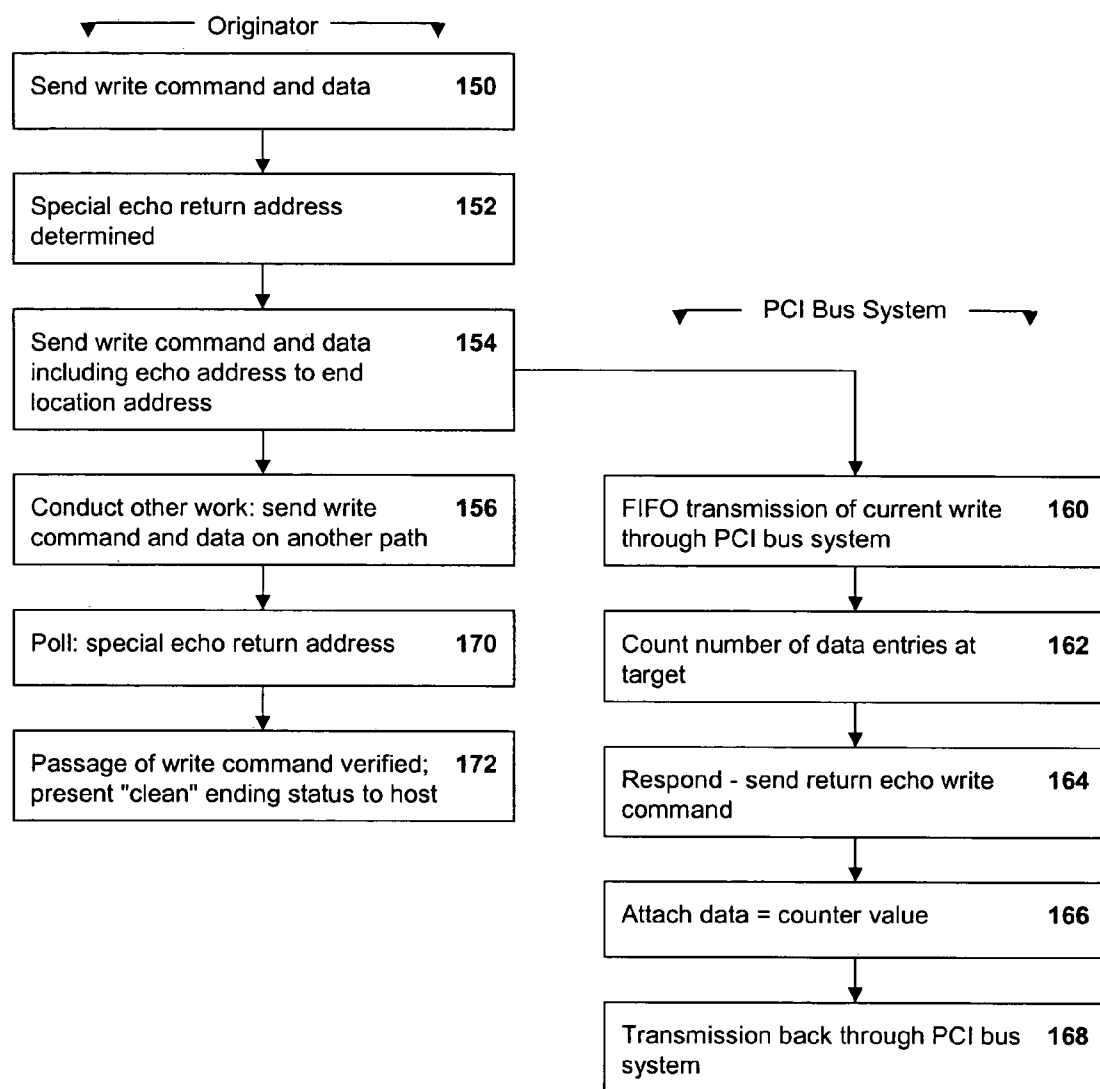 Originator
Send write command and data 150
Special echo return address 152
determined
Send write command and data 154
including echo address to end
location address
Conduct other work: send write 156
command and data on another path
Poll: special echo return address 170
Passage of write command verified; 172
present "clean" ending status to host
PCI Bus System
FIFO transmission of current write 160
through PCI bus system
Count number of data entries at 162
target
Respond - send return echo write 164
command
Attach data = counter value 166
Transmission back through PCI bus 168
system